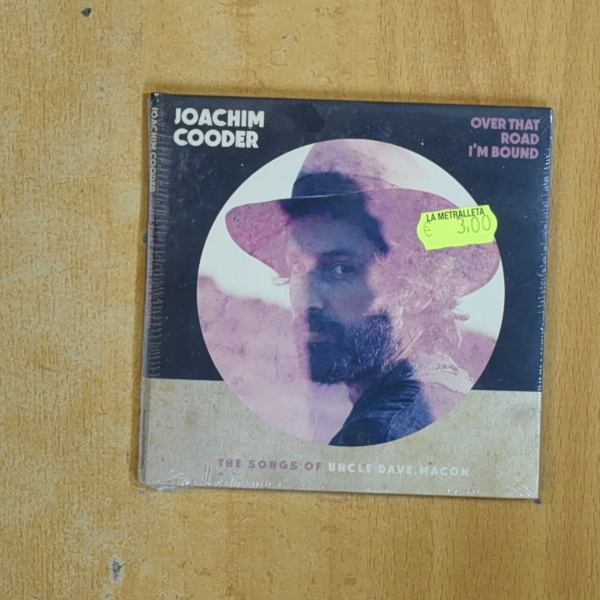 JOACHIM
COODER
OVER THAT
ROAD
I'M BOUND
LA METRALLETA
€ 3,00
THE SONGS OF UNCLE DAVE MACON
JOACHIM COODER